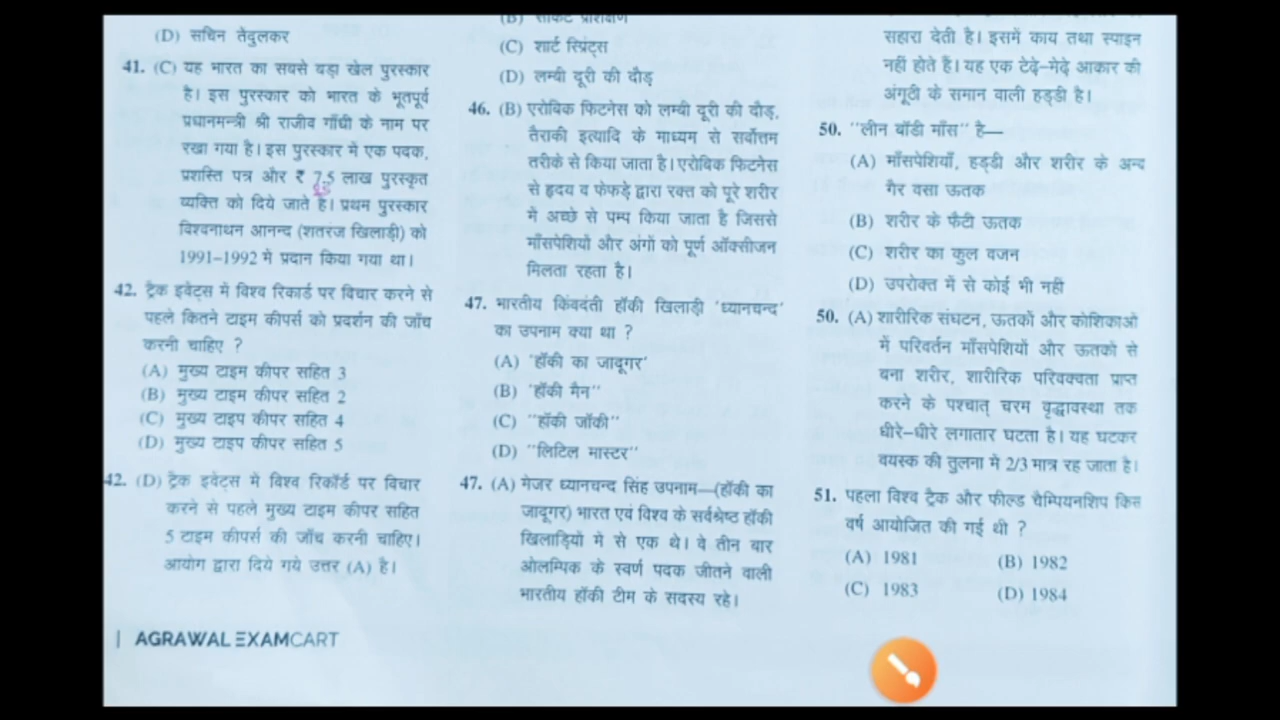 (D) सचिन तेंदुलकर
41. (C) यह भारत का सबसे बड़ा खेल पुरस्कार
है। इस पुरस्कार को भारत के भूतपूर्व
प्रधानमन्त्री श्री राजीव गाँधी के नाम पर
रखा गया है। इस पुरस्कार में एक पदक,
प्रशस्ति पत्र और ₹ 7.5 लाख पुरस्कृत
व्यक्ति को दिये जाते है। प्रथम पुरस्कार
विश्वनाथन आनन्द (शतरंज खिलाड़ी) को
1991–1992 में प्रदान किया गया था।
42. ट्रैक इवेंट्स में विश्व रिकार्ड पर विचार करने से
पहले कितने टाइम कीपर्स को प्रदर्शन की जाँच
करनी चाहिए ?
(A) मुख्य टाइम कीपर सहित 3
(B) मुख्य टाइम कीपर सहित 2
(C) मुख्य टाइप कीपर सहित 4
(D) मुख्य टाइप कीपर सहित 5
42. (D) ट्रैक इवेंट्स में विश्व रिकॉर्ड पर विचार
करने से पहले मुख्य टाइम कीपर सहित
5 टाइम कीपर्स की जाँच करनी चाहिए।
आयोग द्वारा दिये गये उत्तर (A) है।
| AGRAWAL EXAMCART
(B) सर्किट प्रशिक्षण
(C) शार्ट स्प्रिंट्स
(D) लम्बी दूरी की दौड़
46. (B) एरोबिक फिटनेस को लम्बी दूरी की दौड़,
तैराकी इत्यादि के माध्यम से सर्वोत्तम
तरीके से किया जाता है। एरोबिक फिटनेस
से हृदय व फेफड़े द्वारा रक्त को पूरे शरीर
में अच्छे से पम्प किया जाता है जिससे
माँसपेशियों और अंगों को पूर्ण ऑक्सीजन
मिलता रहता है।
47. भारतीय किंवदंती हॉकी खिलाड़ी 'ध्यानचन्द'
का उपनाम क्या था ?
(A) 'हॉकी का जादूगर'
(B) 'हॉकी मैन''
(C) ''हॉकी जॉकी''
(D) ''लिटिल मास्टर''
47. (A) मेजर ध्यानचन्द सिंह उपनाम—(हॉकी का
जादूगर) भारत एवं विश्व के सर्वश्रेष्ठ हॉकी
खिलाड़ियों में से एक थे। वे तीन बार
ओलम्पिक के स्वर्ण पदक जीतने वाली
भारतीय हॉकी टीम के सदस्य रहे।
सहारा देती है। इसमें काय तथा स्पाइन
नहीं होते हैं। यह एक टेढ़े–मेढ़े आकार की
अंगूठी के समान वाली हड्डी है।
50. ''लीन बॉडी माँस'' है—
(A) माँसपेशियाँ, हड्डी और शरीर के अन्य
गैर वसा ऊतक
(B) शरीर के फैटी ऊतक
(C) शरीर का कुल वजन
(D) उपरोक्त में से कोई भी नहीं
50. (A) शारीरिक संघटन, ऊतकों और कोशिकाओं
में परिवर्तन माँसपेशियों और ऊतकों से
बना शरीर, शारीरिक परिवक्वता प्राप्त
करने के पश्चात् चरम वृद्धावस्था तक
धीरे–धीरे लगातार घटता है। यह घटकर
वयस्क की तुलना में 2/3 मात्र रह जाता है।
51. पहला विश्व ट्रैक और फील्ड चैम्पियनशिप किस
वर्ष आयोजित की गई थी ?
(A) 1981 (B) 1982
(C) 1983 (D) 1984